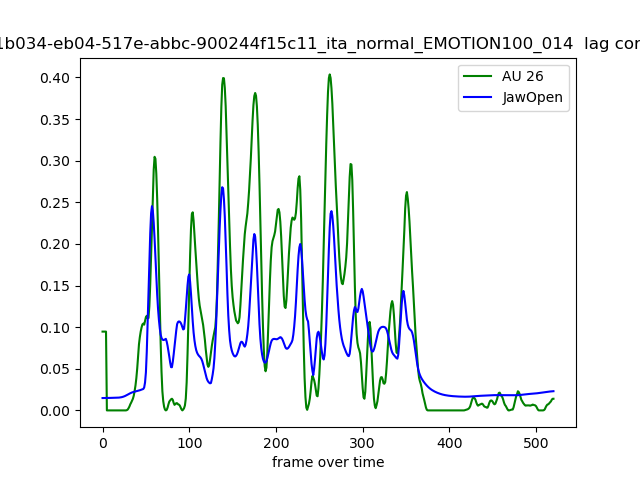 1b034-eb04-517e-abbc-900244f15c11_ita_normal_EMOTION100_014 lag cor
AU 26
JawOpen
0.40
0.35
0.30
0.25
0.20
0.15
0.10
0.05
0.00
0 100 200 300 400 500
frame over time